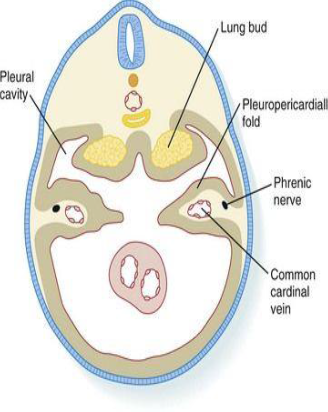 Lung bud
Pleural
cavity
Pleuropericardiall
fold
Phrenic
nerve
Common
cardinal
vein